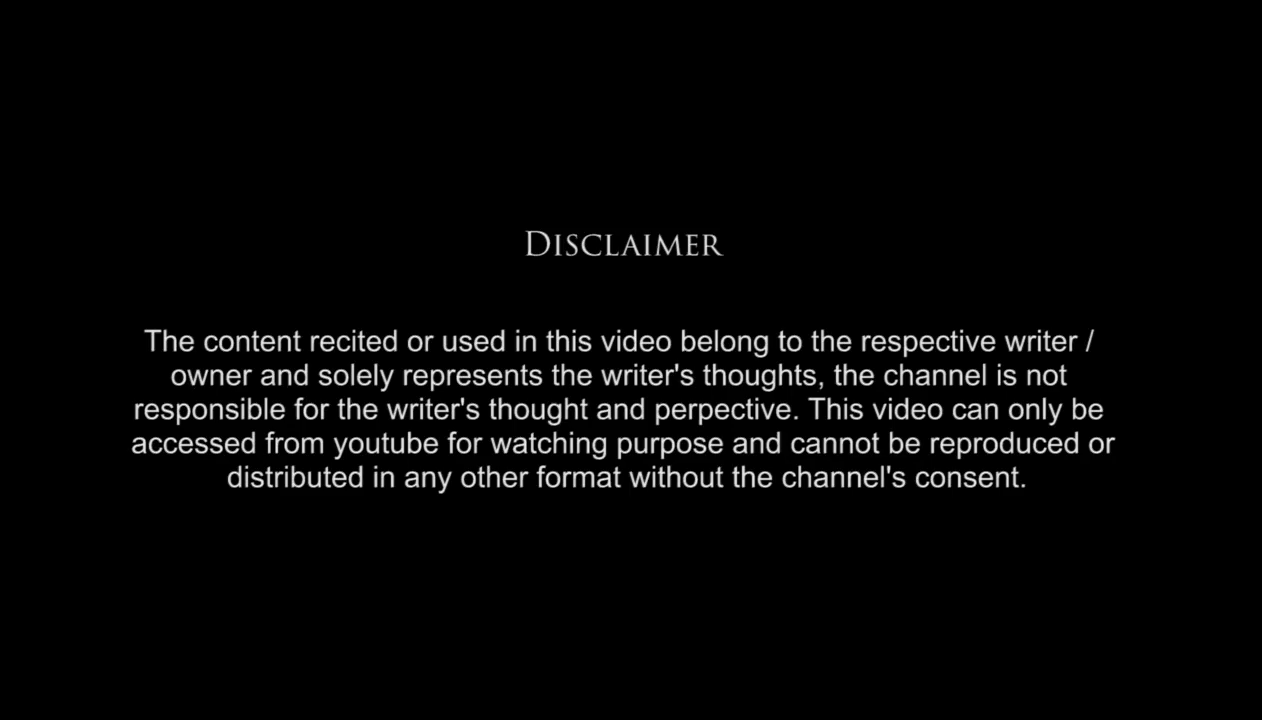 DISCLAIMER
The content recited or used in this video belong to the respective writer /
owner and solely represents the writer's thoughts, the channel is not
responsible for the writer's thought and perpective. This video can only be
accessed from youtube for watching purpose and cannot be reproduced or
distributed in any other format without the channel's consent.